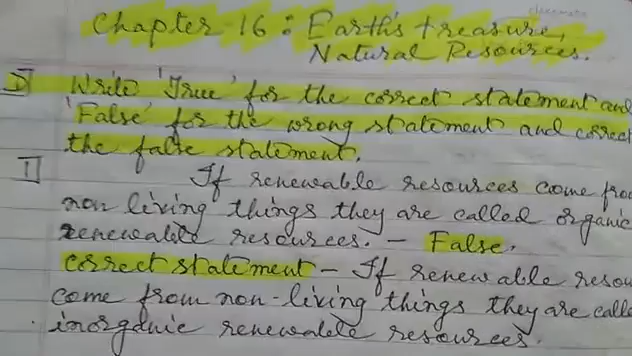 Chapter-16: Earth's treasure,
Natural Resources.
D] Write 'True' for the correct statement and
'False' for the wrong statement and correct
the false statement.
I] If renewable resources come from
non living things they are called organic
renewable resources. - False.
correct statement - If renewable resou
come from non-living things they are calle
inorganic renewable resources.